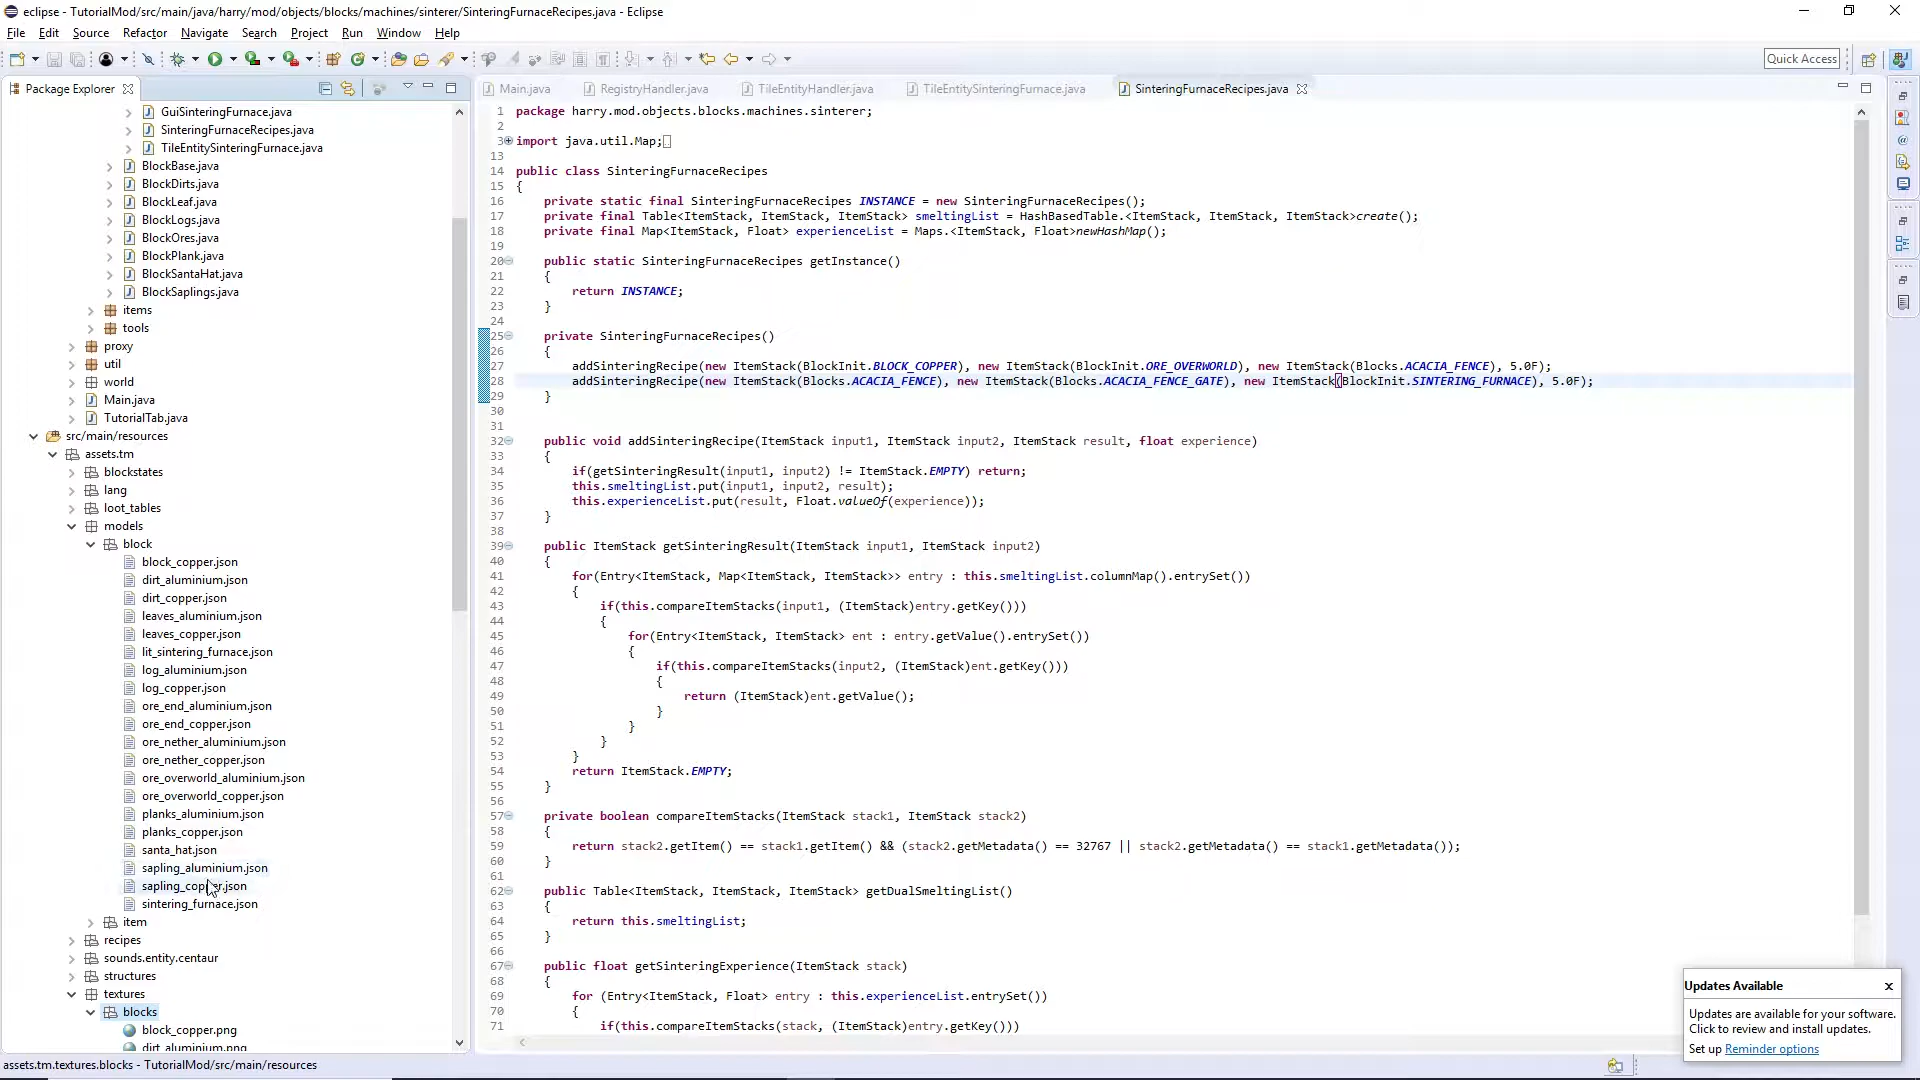 eclipse - TutorialMod/src/main/java/harry/mod/objects/blocks/machines/sinterer/SinteringFurnaceRecipes.java - Eclipse
File Edit Source Refactor Navigate Search Project Run Window Help
Quick Access
Package Explorer
GuiSinteringFurnace.java
SinteringFurnaceRecipes.java
TileEntitySinteringFurnace.java
BlockBase.java
BlockDirts.java
BlockLeaf.java
BlockLogs.java
BlockOres.java
BlockPlank.java
BlockSantaHat.java
BlockSaplings.java
items
tools
proxy
util
world
Main.java
TutorialTab.java
src/main/resources
assets.tm
blockstates
lang
loot_tables
models
block
block_copper.json
dirt_aluminium.json
dirt_copper.json
leaves_aluminium.json
leaves_copper.json
lit_sintering_furnace.json
log_aluminium.json
log_copper.json
ore_end_aluminium.json
ore_end_copper.json
ore_nether_aluminium.json
ore_nether_copper.json
ore_overworld_aluminium.json
ore_overworld_copper.json
planks_aluminium.json
planks_copper.json
santa_hat.json
sapling_aluminium.json
sapling_copper.json
sintering_furnace.json
item
recipes
sounds.entity.centaur
structures
textures
blocks
block_copper.png
dirt_aluminium.png
Main.java RegistryHandler.java TileEntityHandler.java TileEntitySinteringFurnace.java SinteringFurnaceRecipes.java
1 package harry.mod.objects.blocks.machines.sinterer;
2
3 import java.util.Map;
13
14 public class SinteringFurnaceRecipes
15 {
16 private static final SinteringFurnaceRecipes INSTANCE = new SinteringFurnaceRecipes();
17 private final Table<ItemStack, ItemStack, ItemStack> smeltingList = HashBasedTable.<ItemStack, ItemStack, ItemStack>create();
18 private final Map<ItemStack, Float> experienceList = Maps.<ItemStack, Float>newHashMap();
19
20 public static SinteringFurnaceRecipes getInstance()
21 {
22 return INSTANCE;
23 }
24
25 private SinteringFurnaceRecipes()
26 {
27 addSinteringRecipe(new ItemStack(BlockInit.BLOCK_COPPER), new ItemStack(BlockInit.ORE_OVERWORLD), new ItemStack(Blocks.ACACIA_FENCE), 5.0F);
28 addSinteringRecipe(new ItemStack(Blocks.ACACIA_FENCE), new ItemStack(Blocks.ACACIA_FENCE_GATE), new ItemStack(BlockInit.SINTERING_FURNACE), 5.0F);
29 }
30
31
32 public void addSinteringRecipe(ItemStack input1, ItemStack input2, ItemStack result, float experience)
33 {
34 if(getSinteringResult(input1, input2) != ItemStack.EMPTY) return;
35 this.smeltingList.put(input1, input2, result);
36 this.experienceList.put(result, Float.valueOf(experience));
37 }
38
39 public ItemStack getSinteringResult(ItemStack input1, ItemStack input2)
40 {
41 for(Entry<ItemStack, Map<ItemStack, ItemStack>> entry : this.smeltingList.columnMap().entrySet())
42 {
43 if(this.compareItemStacks(input1, (ItemStack)entry.getKey()))
44 {
45 for(Entry<ItemStack, ItemStack> ent : entry.getValue().entrySet())
46 {
47 if(this.compareItemStacks(input2, (ItemStack)ent.getKey()))
48 {
49 return (ItemStack)ent.getValue();
50 }
51 }
52 }
53 }
54 return ItemStack.EMPTY;
55 }
56
57 private boolean compareItemStacks(ItemStack stack1, ItemStack stack2)
58 {
59 return stack2.getItem() == stack1.getItem() && (stack2.getMetadata() == 32767 || stack2.getMetadata() == stack1.getMetadata());
60 }
61
62 public Table<ItemStack, ItemStack, ItemStack> getDualSmeltingList()
63 {
64 return this.smeltingList;
65 }
66
67 public float getSinteringExperience(ItemStack stack)
68 {
69 for (Entry<ItemStack, Float> entry : this.experienceList.entrySet())
70 {
71 if(this.compareItemStacks(stack, (ItemStack)entry.getKey()))
Updates Available
Updates are available for your software.
Click to review and install updates.
Set up Reminder options
assets.tm.textures.blocks - TutorialMod/src/main/resources